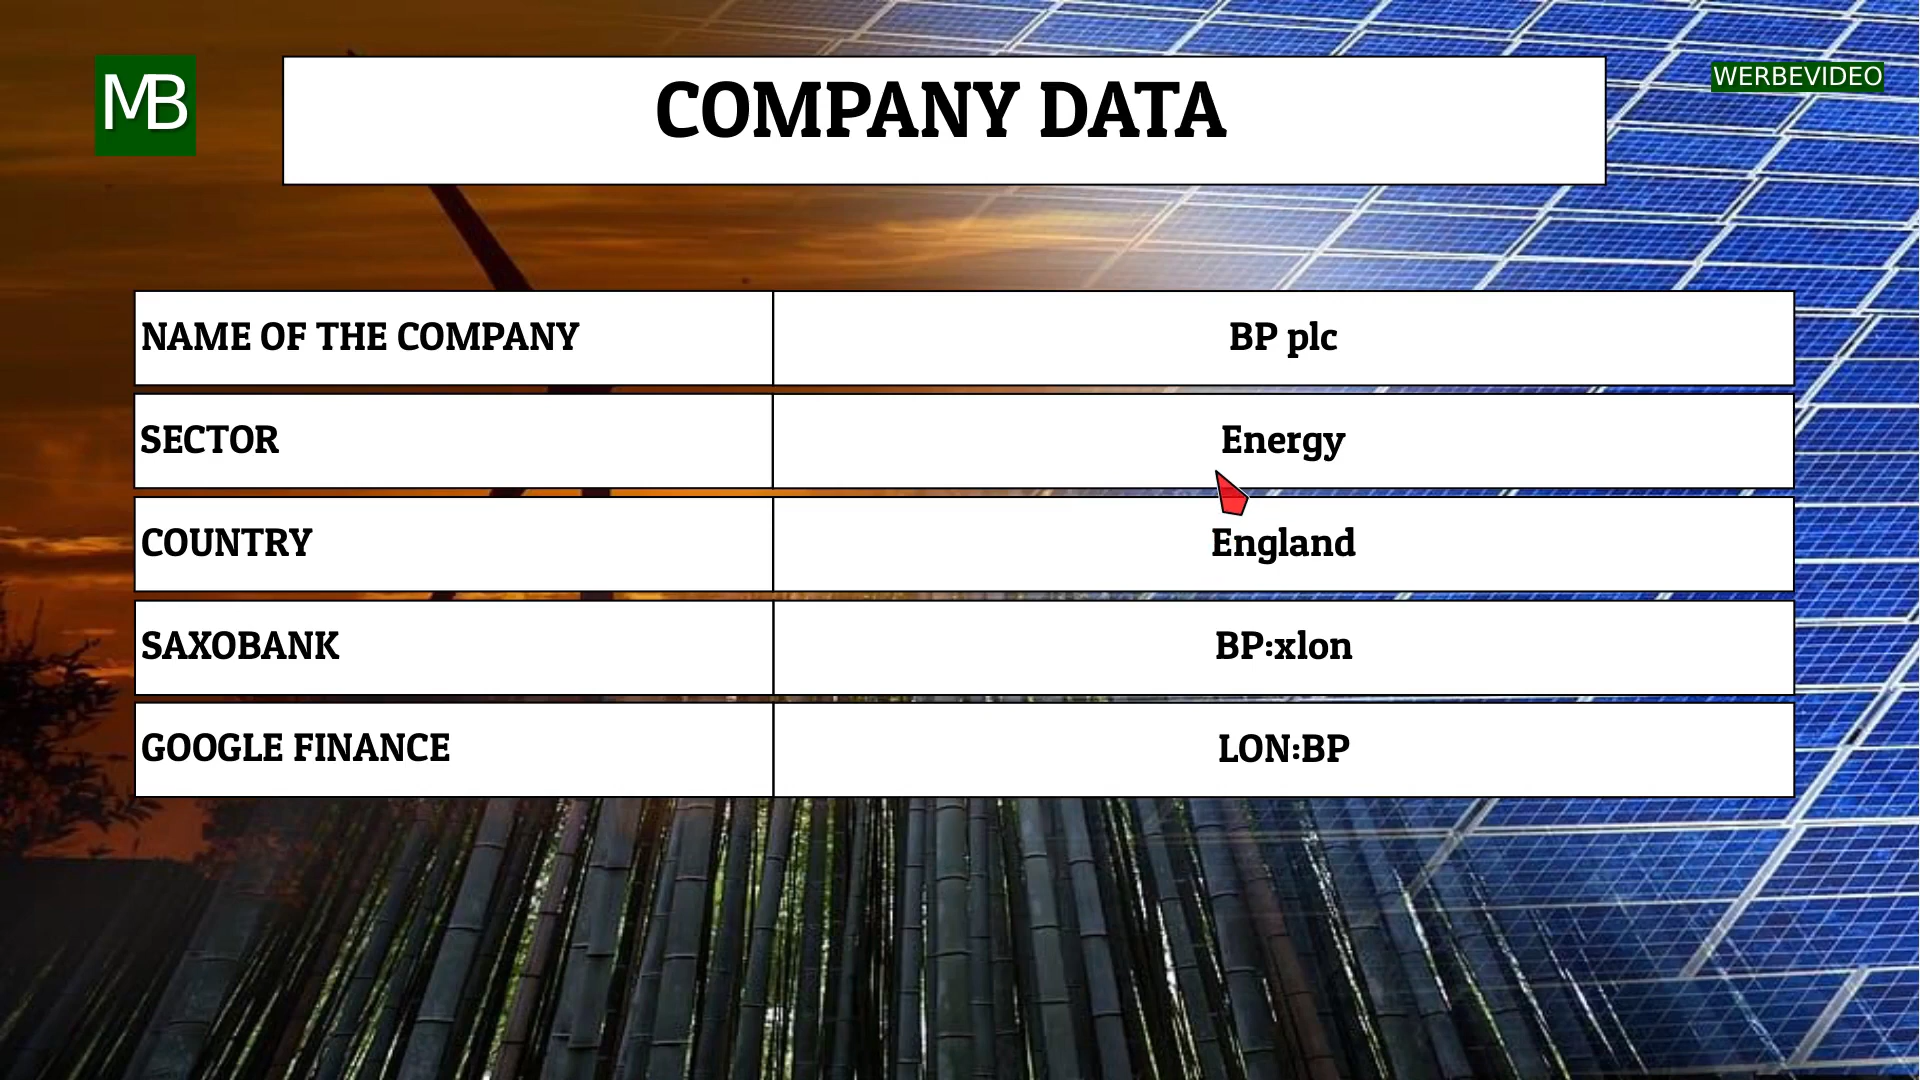 MB
COMPANY DATA
WERBEVIDEO
NAME OF THE COMPANY
BP plc
SECTOR
Energy
COUNTRY
England
SAXOBANK
BP:xlon
GOOGLE FINANCE
LON:BP